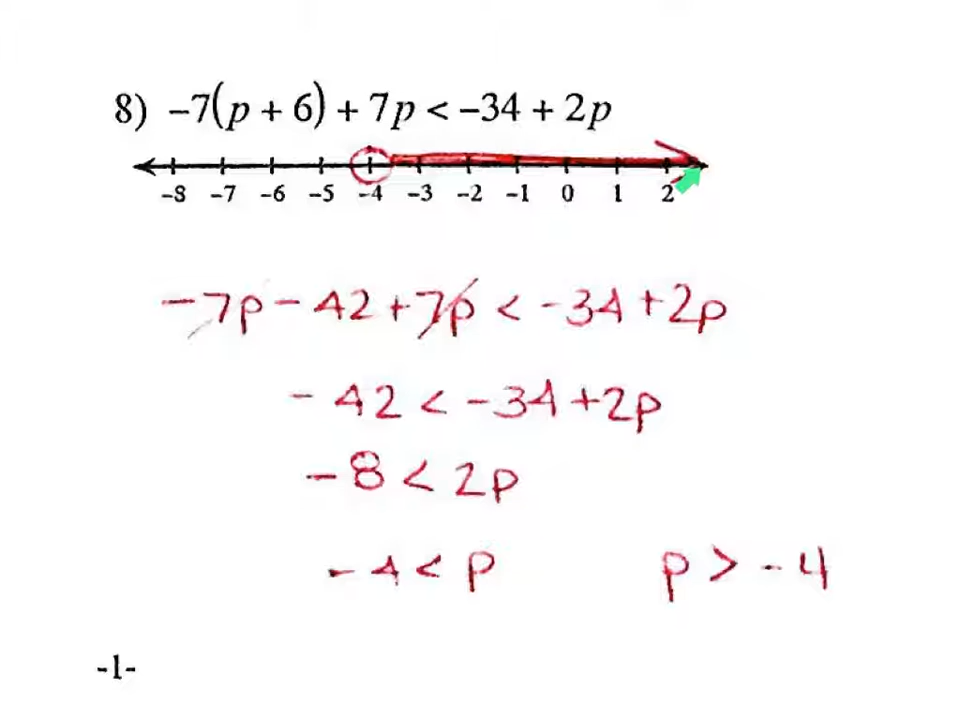 8) -7(p + 6) + 7p < -34 + 2p
-8 -7 -6 -5 -4 -3 -2 -1 0 1 2
-7p - 42 + 7p < -34 + 2p
-42 < -34 + 2p
-8 < 2p
-4 < p p > -4
-1-